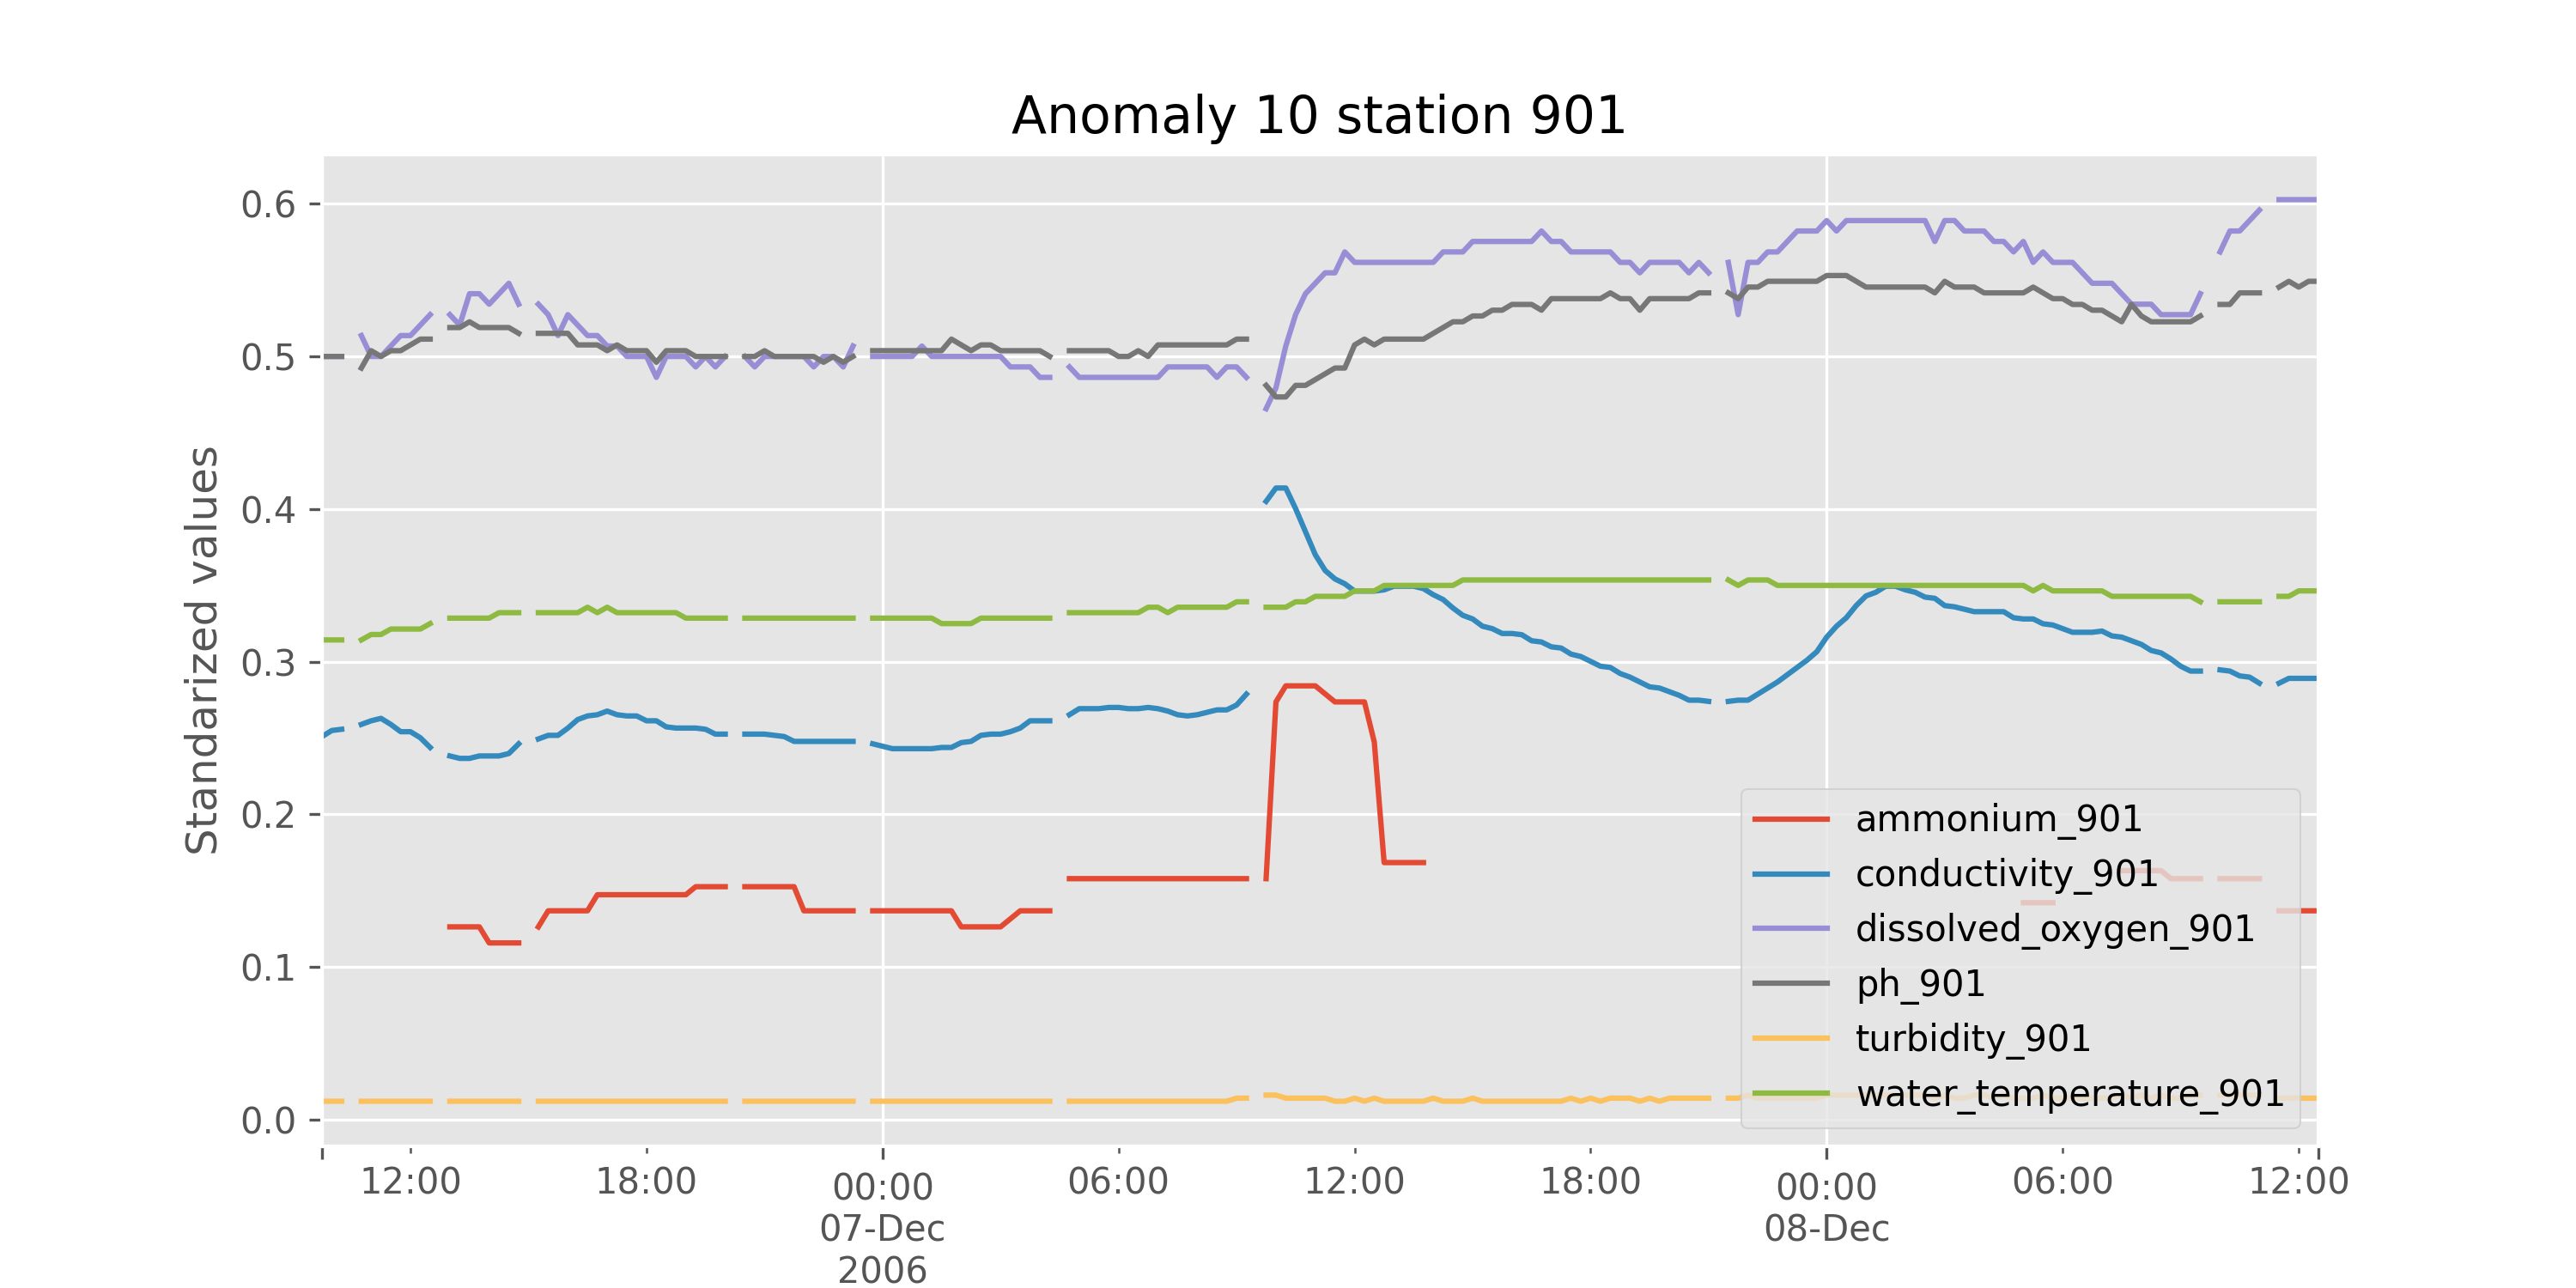 Anomaly 10 station 901
Standarized values
0.6
0.5
0.4
0.3
0.2
0.1
0.0
ammonium_901
conductivity_901
dissolved_oxygen_901
ph_901
turbidity_901
water_temperature_901
12:00 18:00 00:00 06:00 12:00 18:00 00:00 06:00 12:00
07-Dec 08-Dec
2006